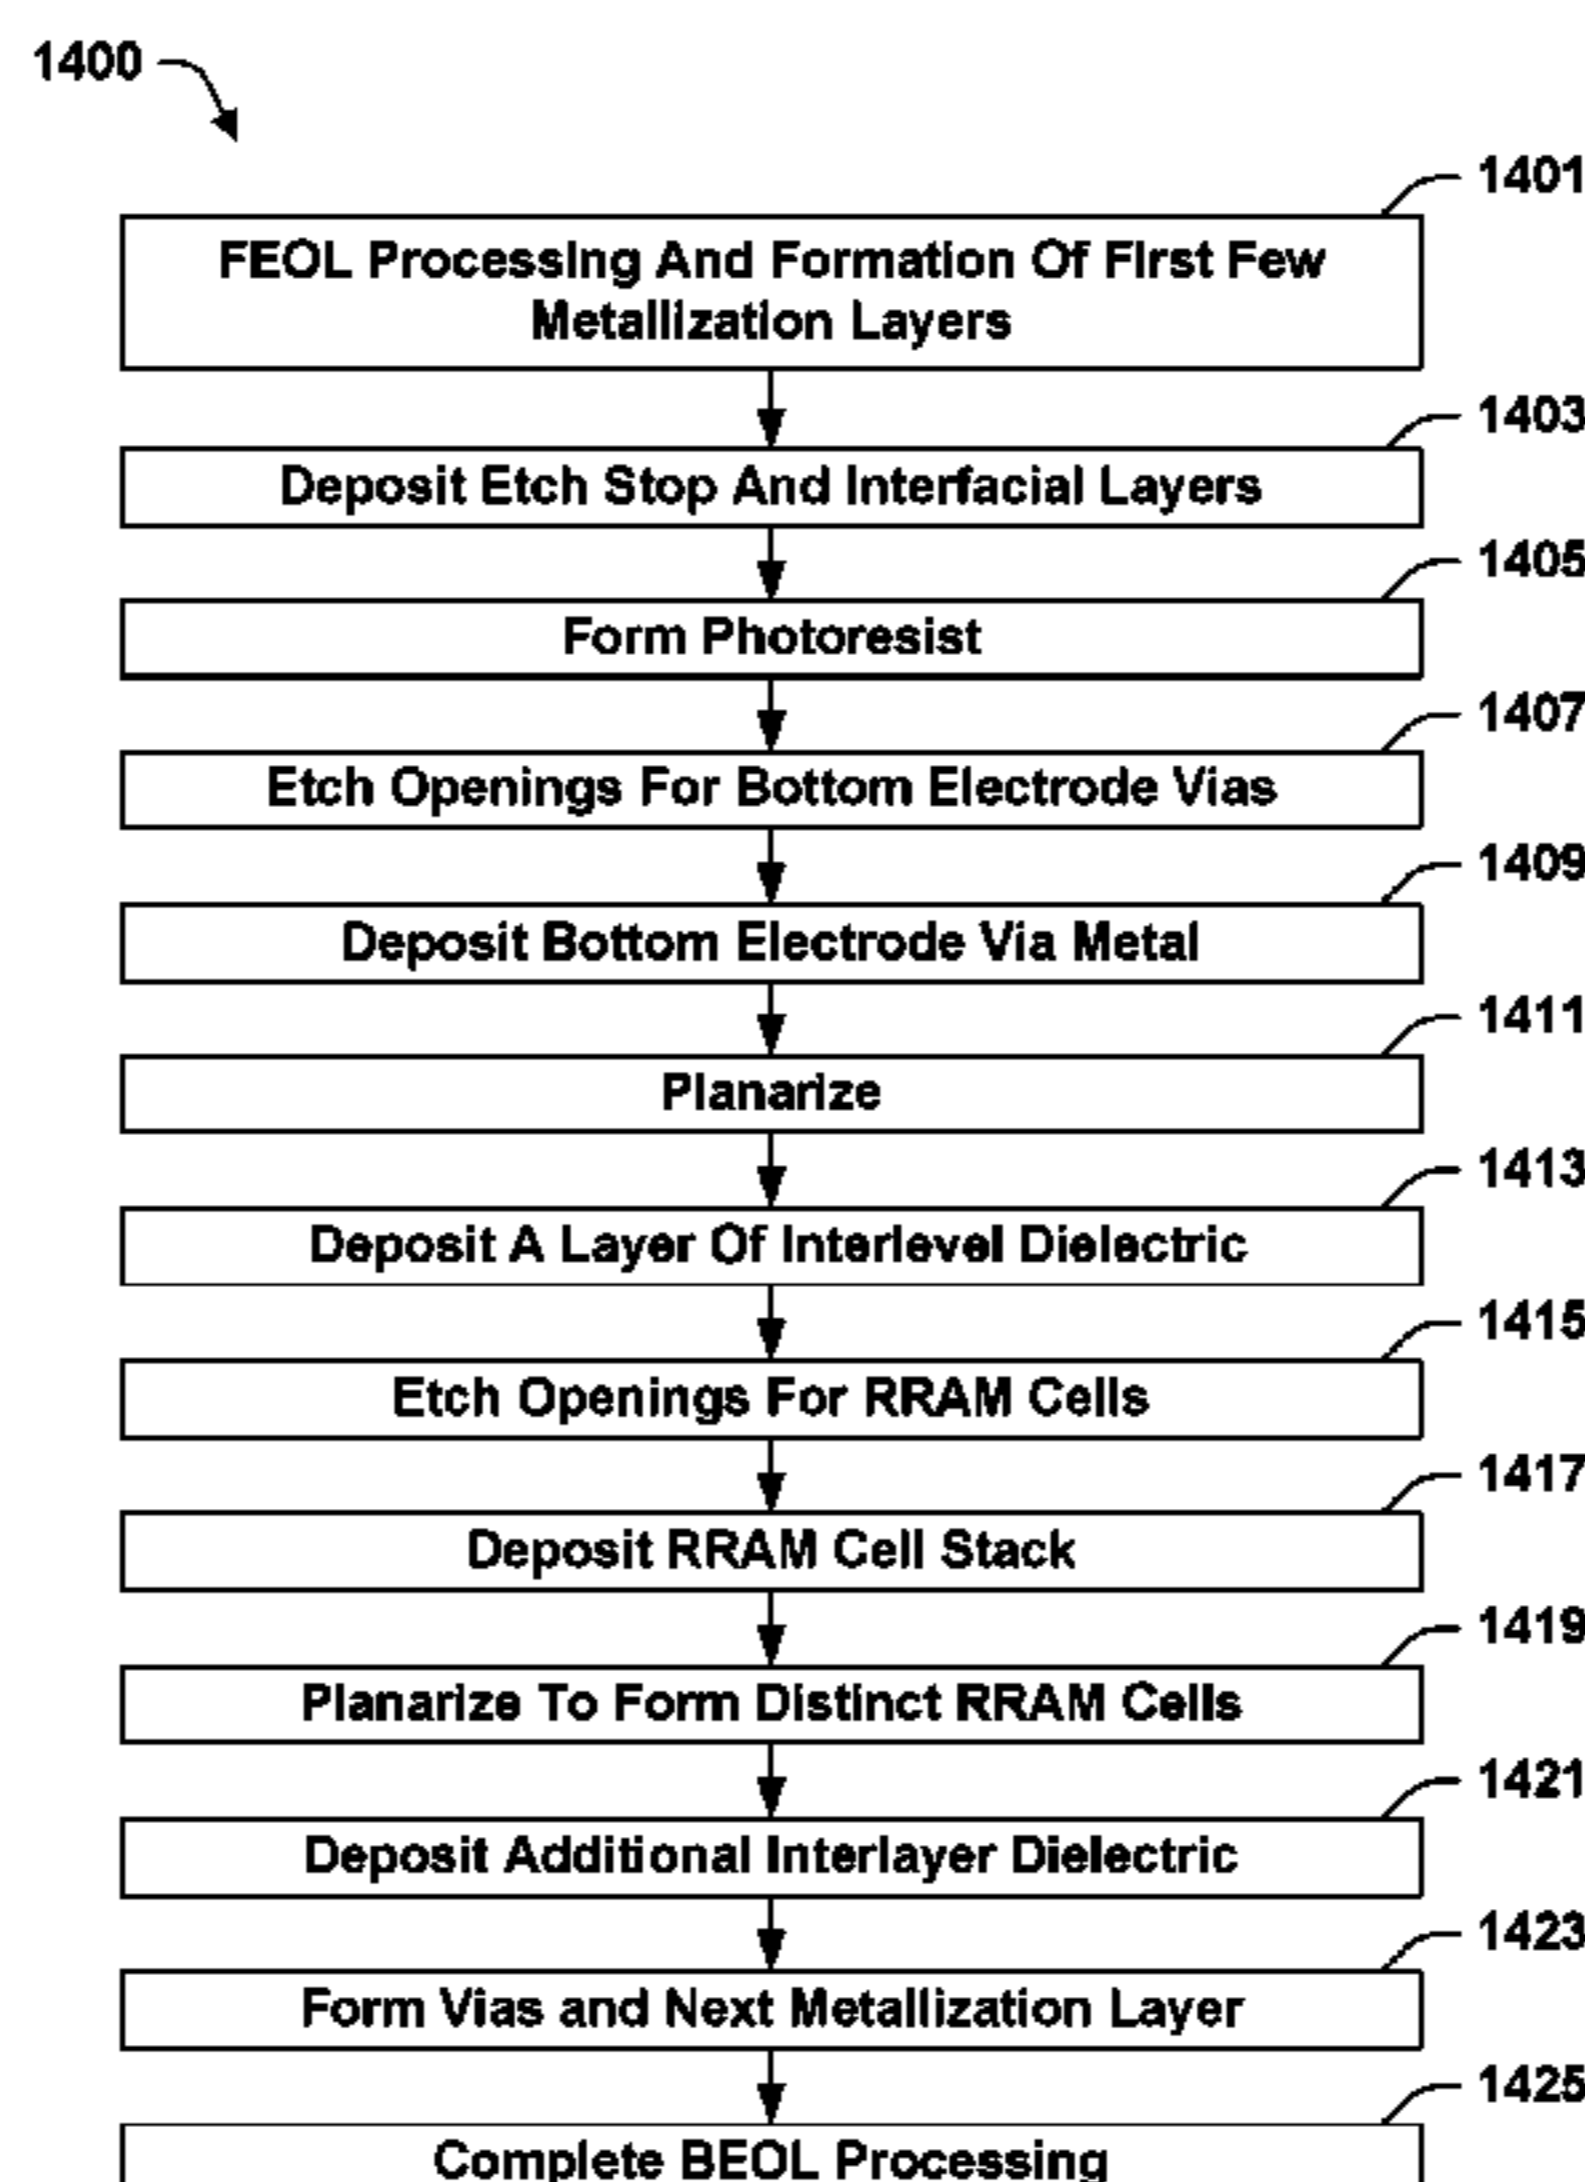 1400
1401
FEOL Processing And Formation Of First Few
Metallization Layers
1403
Deposit Etch Stop And Interfacial Layers
1405
Form Photoresist
1407
Etch Openings For Bottom Electrode Vias
1409
Deposit Bottom Electrode Via Metal
1411
Planarize
1413
Deposit A Layer Of Interlevel Dielectric
1415
Etch Openings For RRAM Cells
1417
Deposit RRAM Cell Stack
1419
Planarize To Form Distinct RRAM Cells
1421
Deposit Additional Interlayer Dielectric
1423
Form Vias and Next Metallization Layer
1425
Complete BEOL Processing